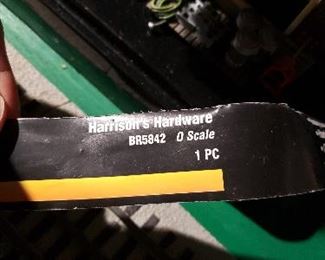 Harrison's Hardware
BR5842 O Scale
1 PC